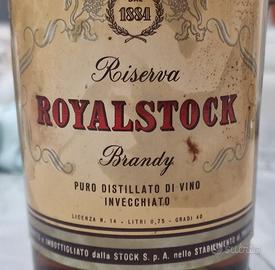 DAL
1884
Riserva
ROYALSTOCK
Brandy
PURO DISTILLATO DI VINO
INVECCHIATO
LICENZA N. 14 - LITRI 0,75 - GRADI 40
e IMBOTTIGLIATO dalla STOCK S. p. A. nello STABILIMENTO